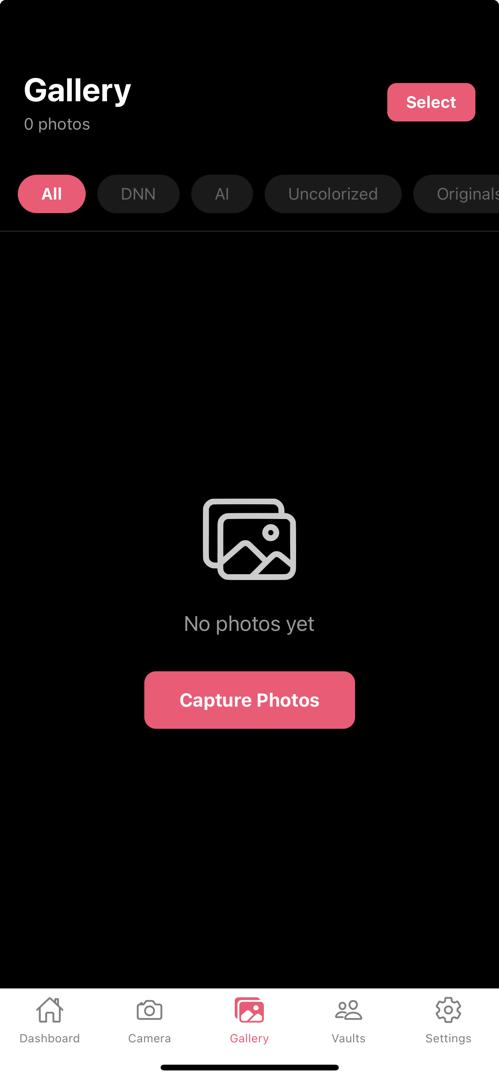 Gallery
0 photos
Select
All DNN AI Uncolorized Originals
No photos yet
Capture Photos
Dashboard Camera Gallery Vaults Settings